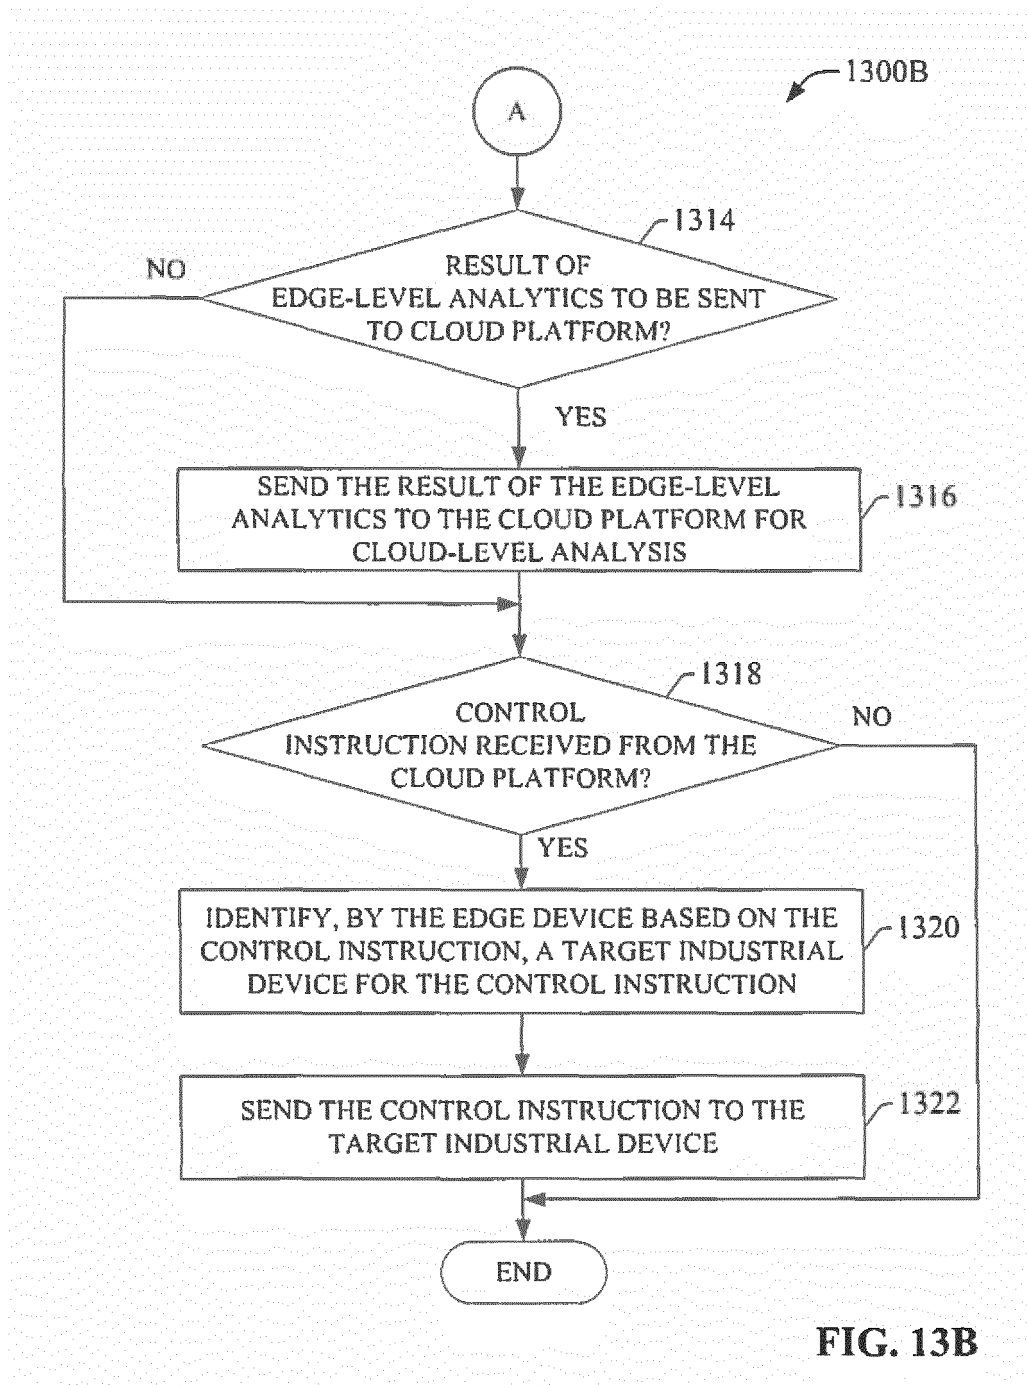 1300B
A
1314
NO
RESULT OF
EDGE-LEVEL ANALYTICS TO BE SENT
TO CLOUD PLATFORM?
YES
SEND THE RESULT OF THE EDGE-LEVEL
ANALYTICS TO THE CLOUD PLATFORM FOR
CLOUD-LEVEL ANALYSIS
1316
1318
CONTROL
INSTRUCTION RECEIVED FROM THE
CLOUD PLATFORM?
NO
YES
IDENTIFY, BY THE EDGE DEVICE BASED ON THE
CONTROL INSTRUCTION, A TARGET INDUSTRIAL
DEVICE FOR THE CONTROL INSTRUCTION
1320
SEND THE CONTROL INSTRUCTION TO THE
TARGET INDUSTRIAL DEVICE
1322
END
FIG. 13B